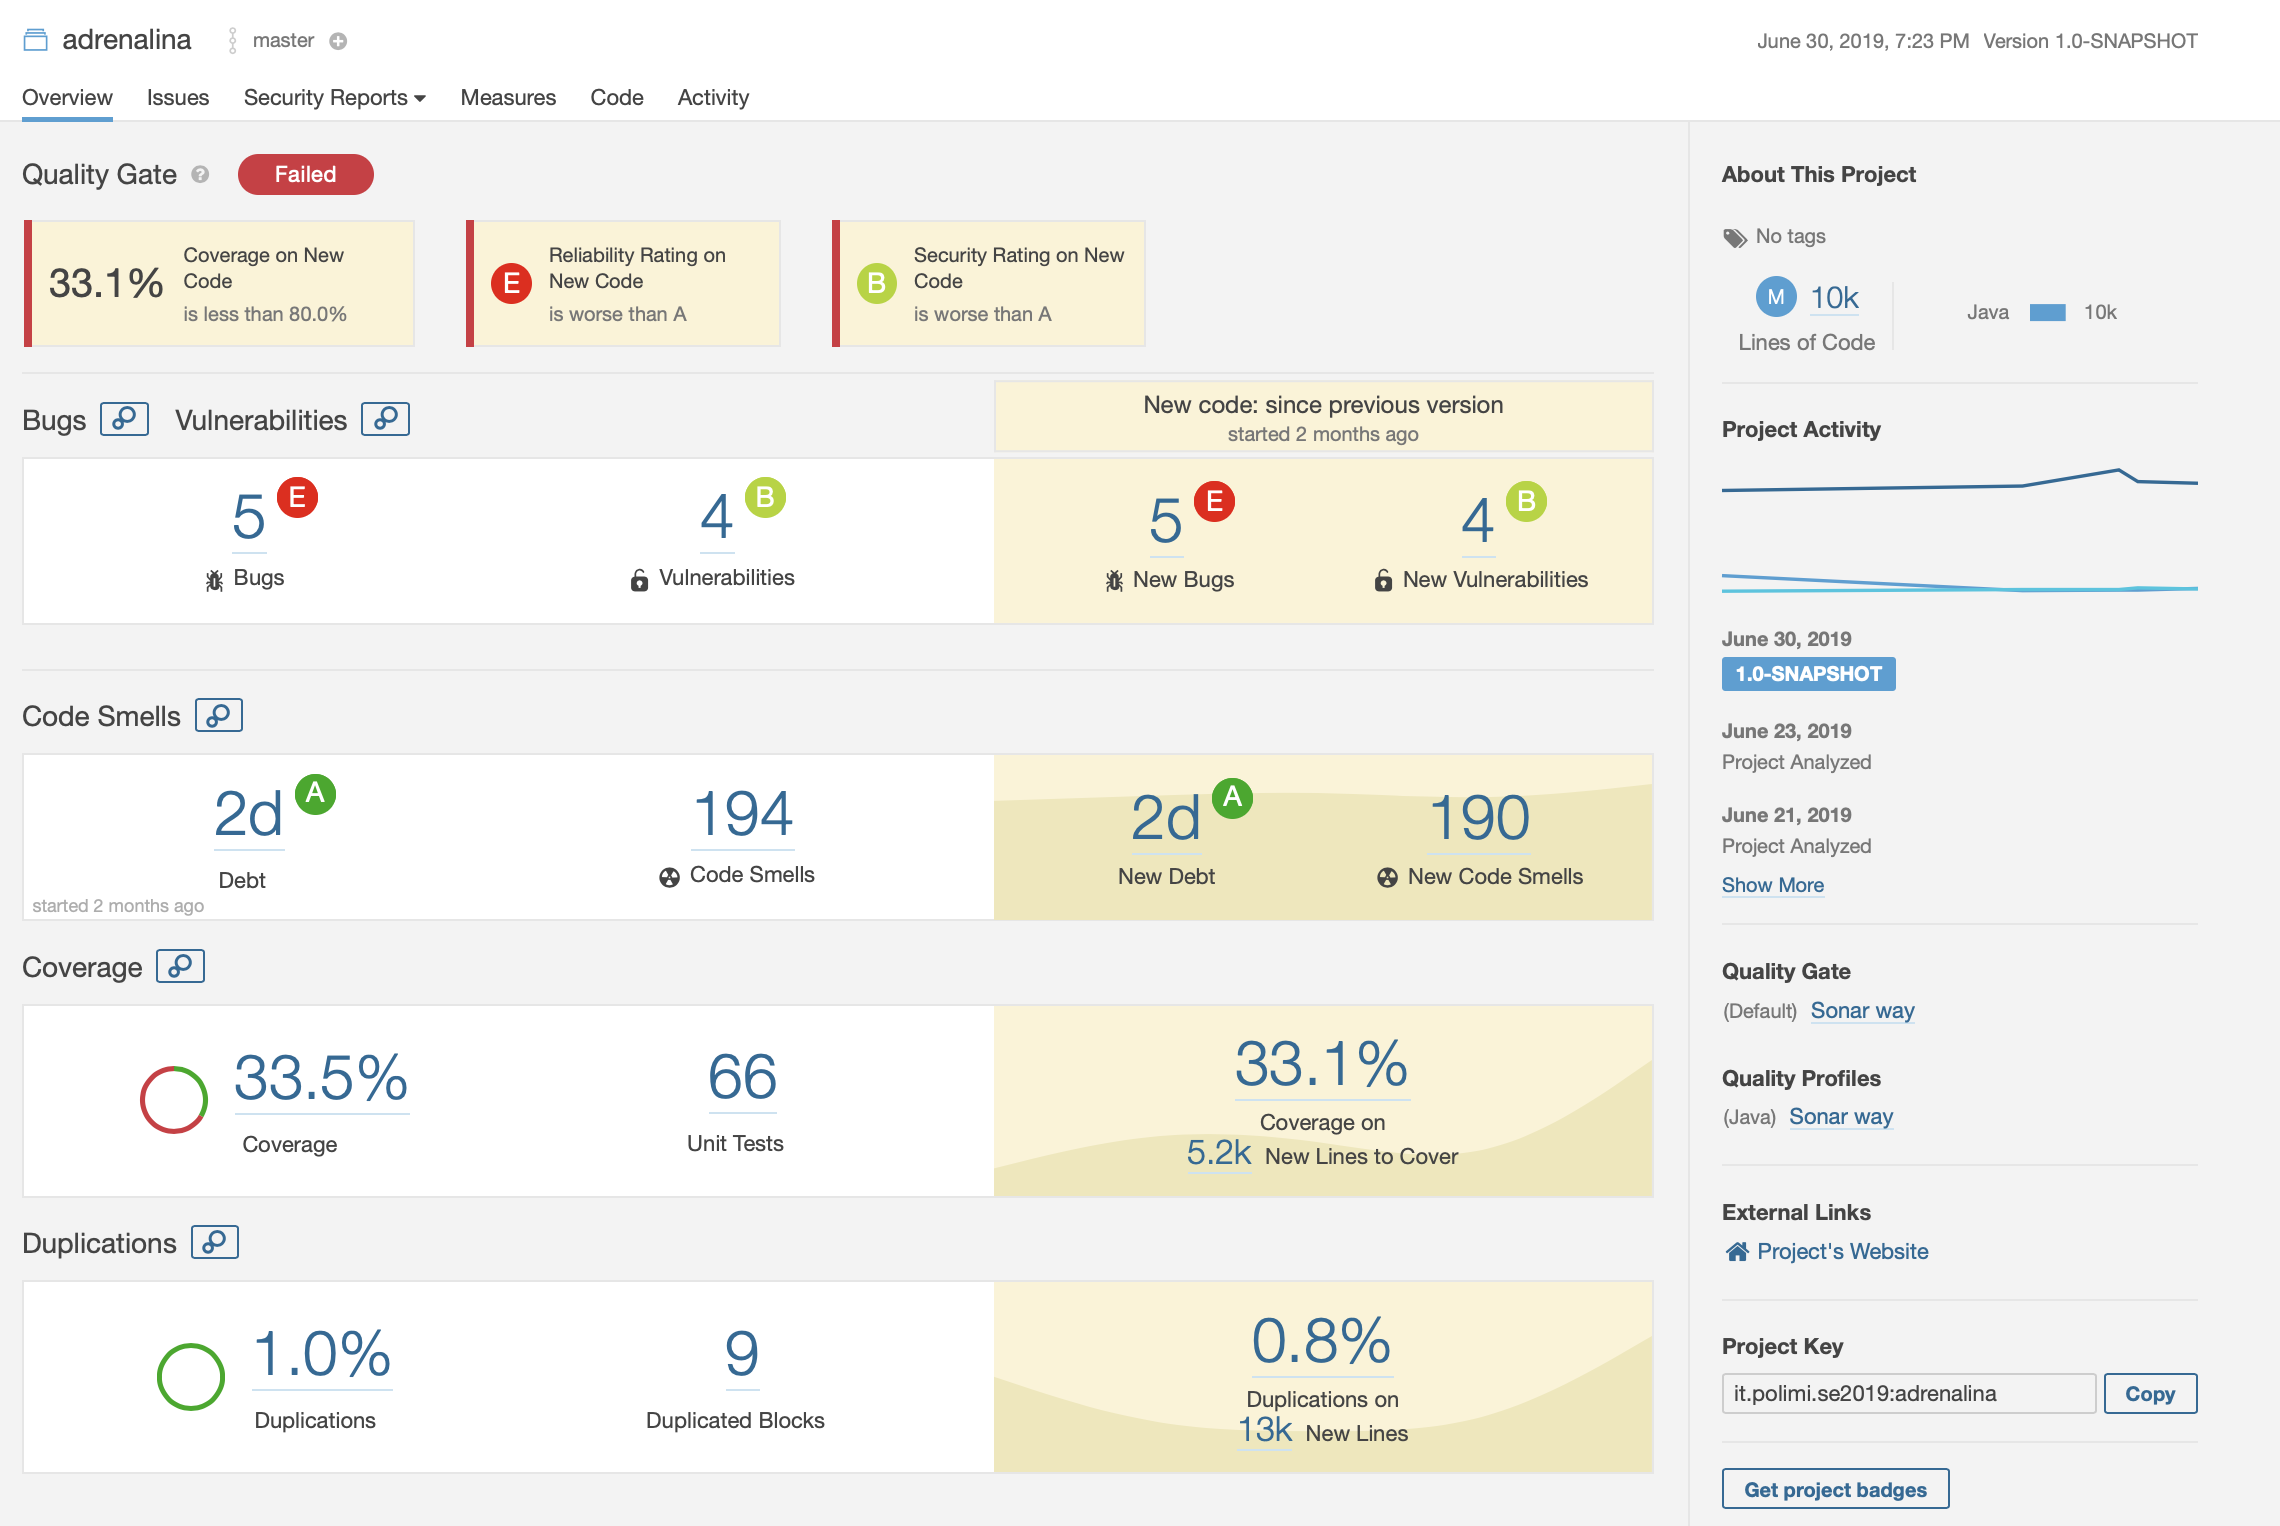 adrenalina master
June 30, 2019, 7:23 PM Version 1.0-SNAPSHOT
Overview Issues Security Reports Measures Code Activity
Quality Gate ? Failed
33.1%
Coverage on New
Code
is less than 80.0%
E
Reliability Rating on
New Code
is worse than A
B
Security Rating on New
Code
is worse than A
Bugs Vulnerabilities
New code: since previous version
started 2 months ago
5 E
Bugs
4 B
Vulnerabilities
5 E
New Bugs
4 B
New Vulnerabilities
Code Smells
2d A
Debt
started 2 months ago
194
Code Smells
2d A
New Debt
190
New Code Smells
Coverage
33.5%
Coverage
66
Unit Tests
33.1%
Coverage on
5.2k New Lines to Cover
Duplications
1.0%
Duplications
9
Duplicated Blocks
0.8%
Duplications on
13k New Lines
About This Project
No tags
M 10k
Lines of Code
Java 10k
Project Activity
June 30, 2019
1.0-SNAPSHOT
June 23, 2019
Project Analyzed
June 21, 2019
Project Analyzed
Show More
Quality Gate
(Default) Sonar way
Quality Profiles
(Java) Sonar way
External Links
Project's Website
Project Key
it.polimi.se2019:adrenalina Copy
Get project badges